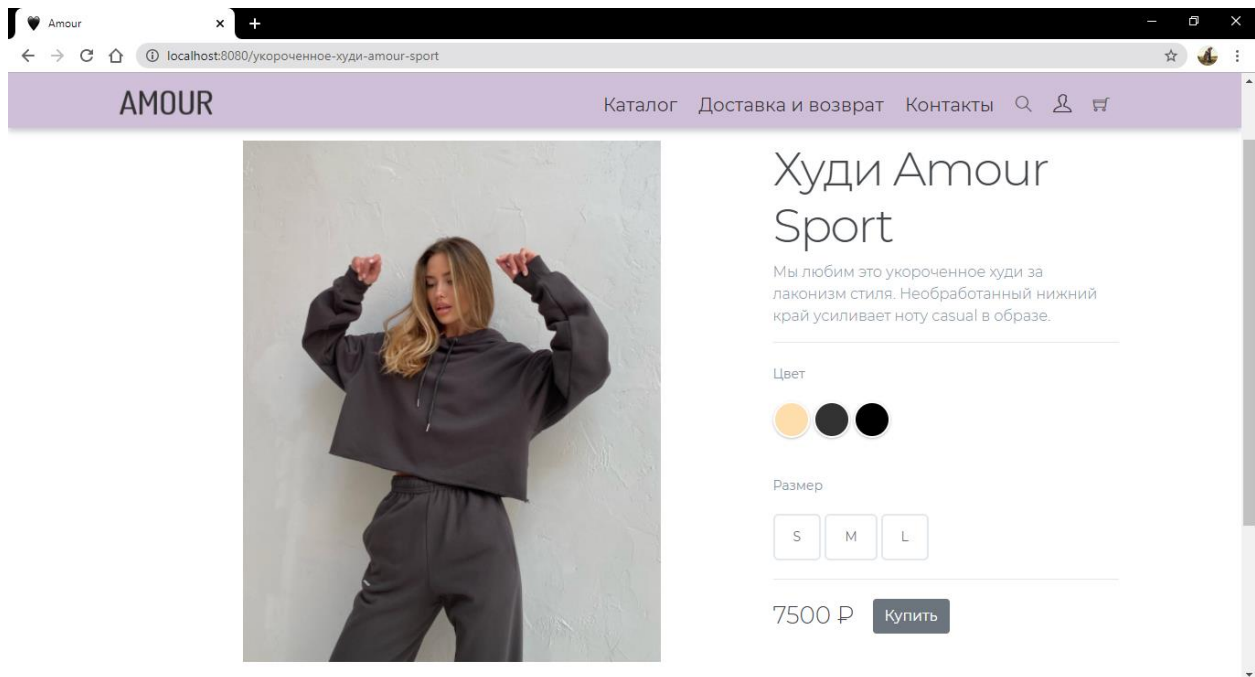 Amour
localhost:8080/укороченное-худи-amour-sport
AMOUR
Каталог Доставка и возврат Контакты
Худи Amour
Sport
Мы любим это укороченное худи за
лаконизм стиля. Необработанный нижний
край усиливает ноту casual в образе.
Цвет
Размер
S M L
7500 ₽ Купить